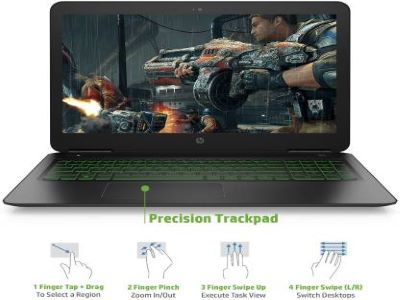 hp
Precision Trackpad
1 Finger Tap + Drag
To Select a Region
2 Finger Pinch
Zoom In/Out
3 Finger Swipe Up
Execute Task View
4 Finger Swipe (L/R)
Switch Desktops